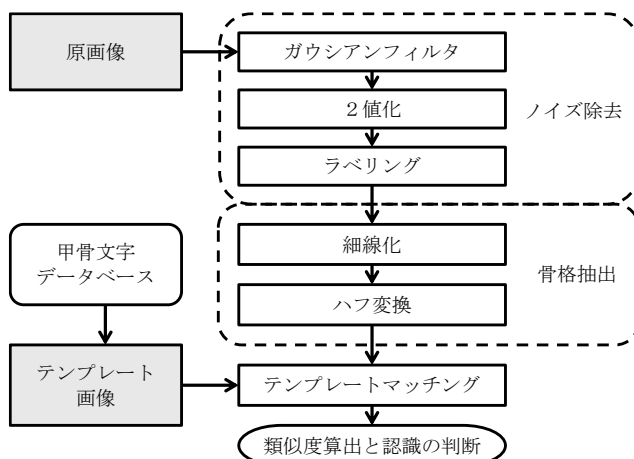 原画像
ガウシアンフィルタ
２値化
ノイズ除去
ラベリング
甲骨文字
データベース
細線化
骨格抽出
ハフ変換
テンプレート
画像
テンプレートマッチング
類似度算出と認識の判断